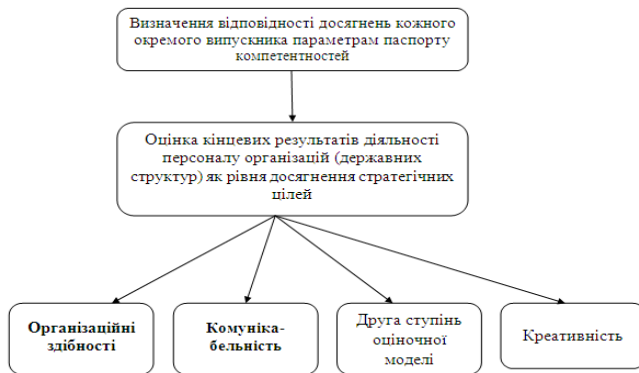 Визначення відповідності досягнень кожного
окремого випускника параметрам паспорту
компетентностей
Оцінка кінцевих результатів діяльності
персоналу організацій (державних
структур) як рівня досягнення стратегічних
цілей
Організаційні
здібності
Комуніка-
бельність
Друга ступінь
оціночної
моделі
Креативність